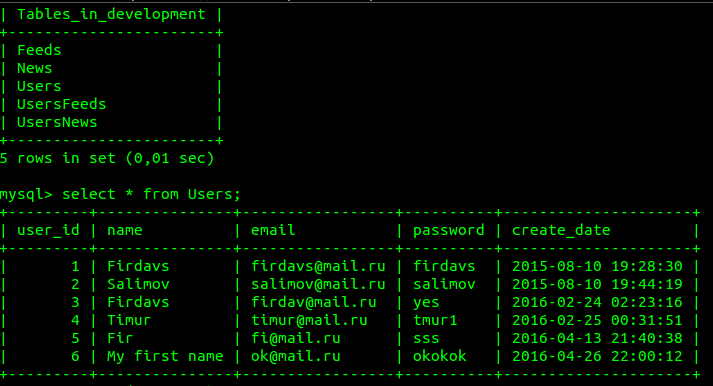 | Tables_in_development |
+-----------------------+
| Feeds                 |
| News                  |
| Users                 |
| UsersFeeds            |
| UsersNews             |
+-----------------------+
5 rows in set (0,01 sec)
mysql> select * from Users;
+---------+---------------+-----------------+----------+---------------------+
| user_id | name          | email           | password | create_date         |
+---------+---------------+-----------------+----------+---------------------+
|       1 | Firdavs       | firdavs@mail.ru | firdavs  | 2015-08-10 19:28:30 |
|       2 | Salimov       | salimov@mail.ru | salimov  | 2015-08-10 19:44:19 |
|       3 | Firdavs       | firdav@mail.ru  | yes      | 2016-02-24 02:23:16 |
|       4 | Timur         | timur@mail.ru   | tmur1    | 2016-02-25 00:31:51 |
|       5 | Fir           | fi@mail.ru      | sss      | 2016-04-13 21:40:38 |
|       6 | My first name | ok@mail.ru      | okokok   | 2016-04-26 22:00:12 |
+---------+---------------+-----------------+----------+---------------------+